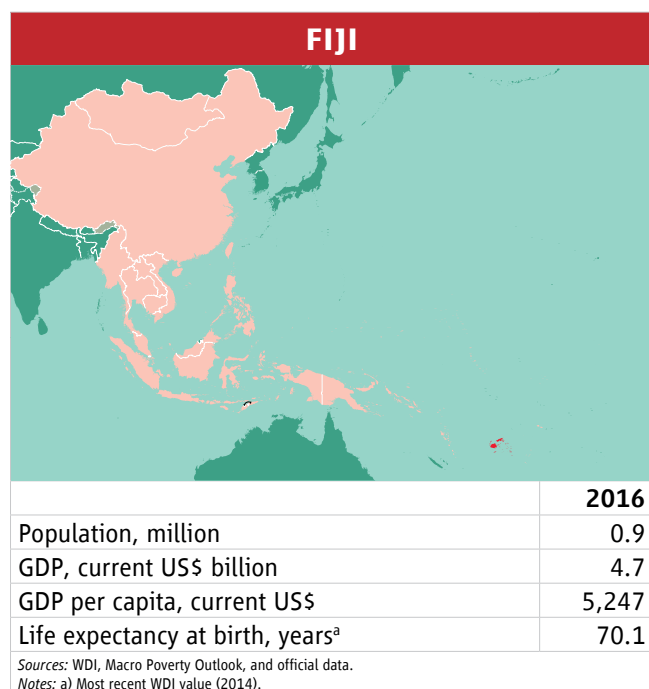 FIJI
2016
Population, million 0.9
GDP, current US$ billion 4.7
GDP per capita, current US$ 5,247
Life expectancy at birth, yearsᵃ 70.1
Sources: WDI, Macro Poverty Outlook, and official data.
Notes: a) Most recent WDI value (2014).